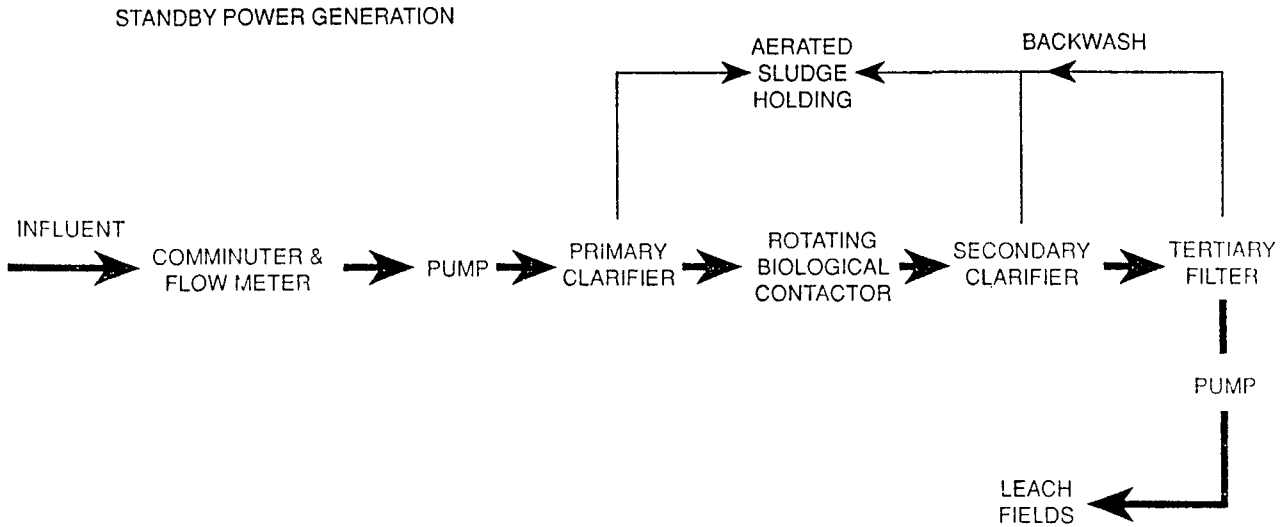 STANDBY POWER GENERATION
AERATED
SLUDGE
HOLDING
BACKWASH
INFLUENT
COMMINUTER &
FLOW METER
PUMP
PRIMARY
CLARIFIER
ROTATING
BIOLOGICAL
CONTACTOR
SECONDARY
CLARIFIER
TERTIARY
FILTER
PUMP
LEACH
FIELDS